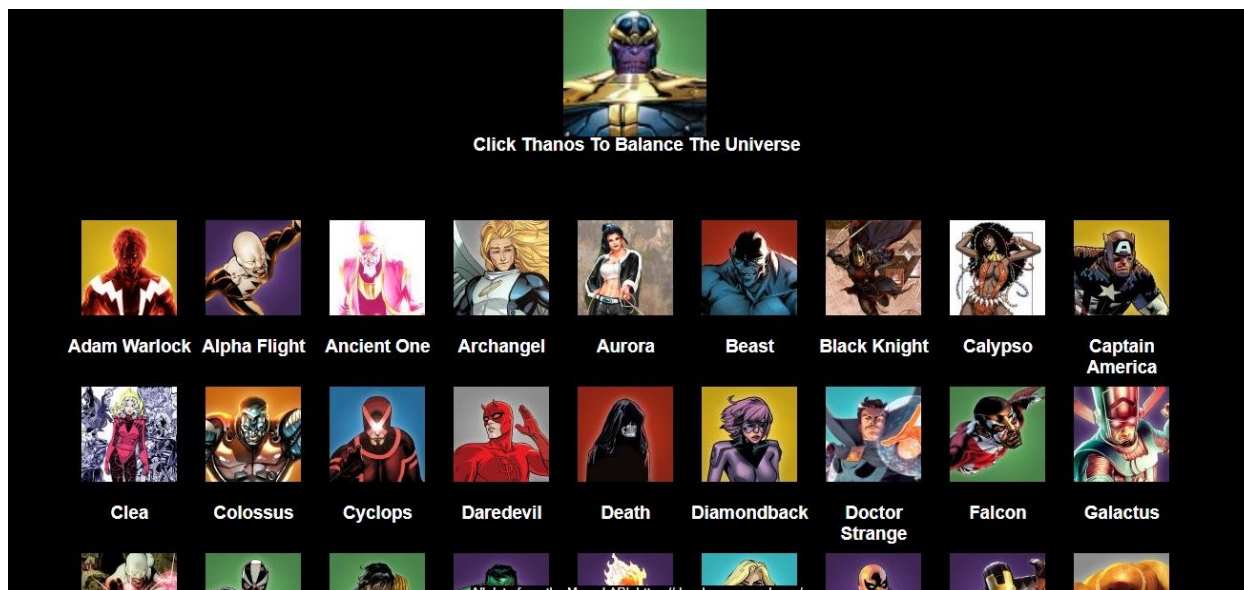 Click Thanos To Balance The Universe
Adam Warlock
Alpha Flight
Ancient One
Archangel
Aurora
Beast
Black Knight
Calypso
Captain
America
Clea
Colossus
Cyclops
Daredevil
Death
Diamondback
Doctor
Strange
Falcon
Galactus